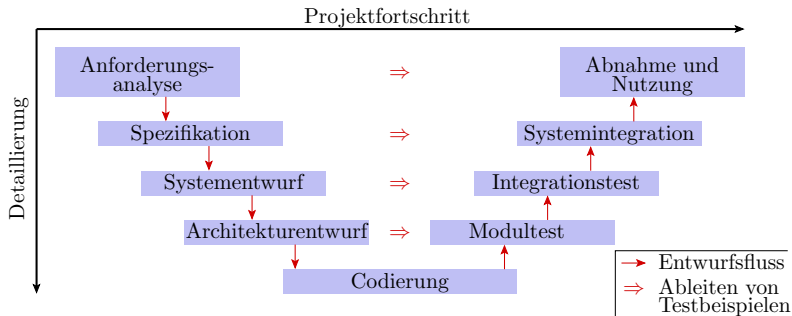 Projektfortschritt
Detaillierung
Anforderungs-
analyse
⇒
Abnahme und
Nutzung
Spezifikation
⇒
Systemintegration
Systementwurf
⇒
Integrationstest
Architekturentwurf
⇒
Modultest
Codierung
Entwurfsfluss
⇒ Ableiten von
Testbeispielen